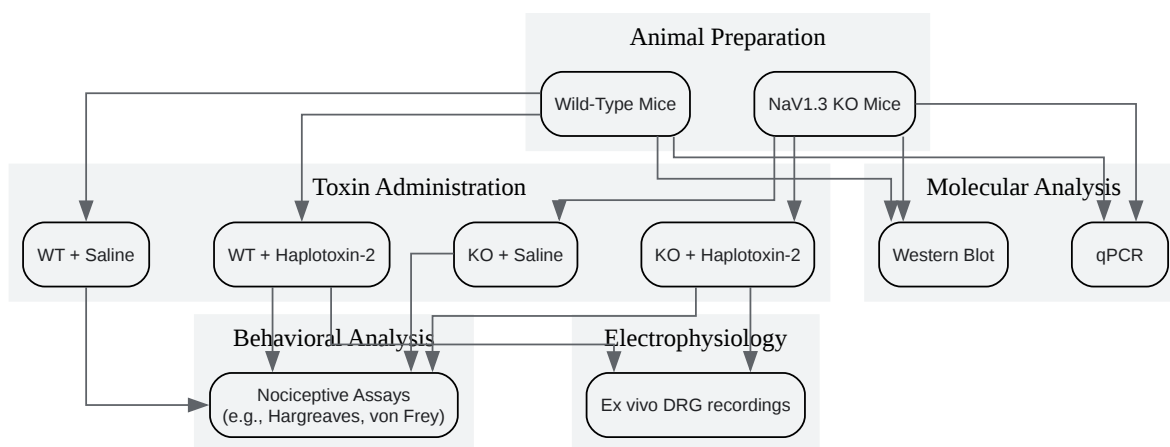 Animal Preparation
Wild-Type Mice
NaV1.3 KO Mice
Toxin Administration
Molecular Analysis
WT + Saline
WT + Haplotoxin-2
KO + Saline
KO + Haplotoxin-2
Western Blot
qPCR
Behavioral Analysis
Electrophysiology
Nociceptive Assays
(e.g., Hargreaves, von Frey)
Ex vivo DRG recordings